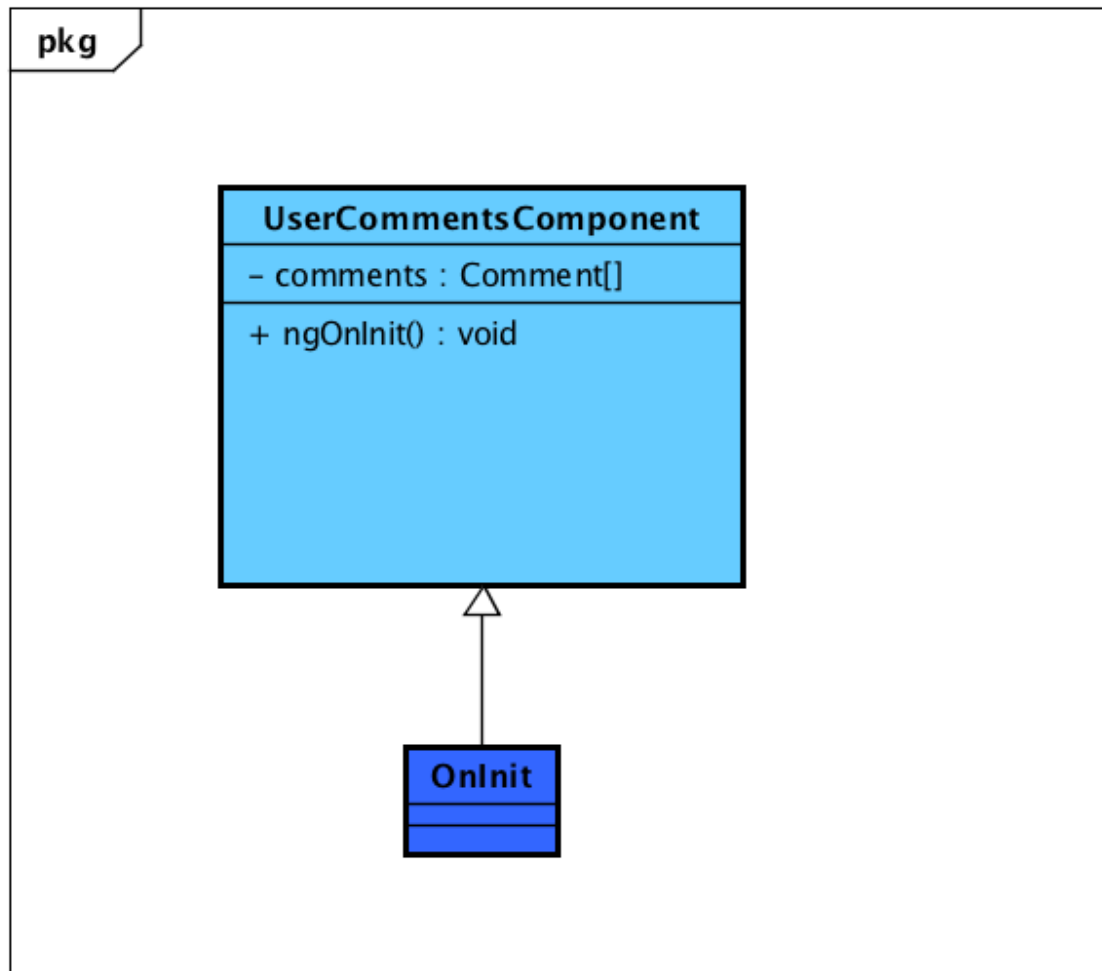 pkg
UserCommentsComponent
– comments : Comment[]
+ ngOnInit() : void
OnInit